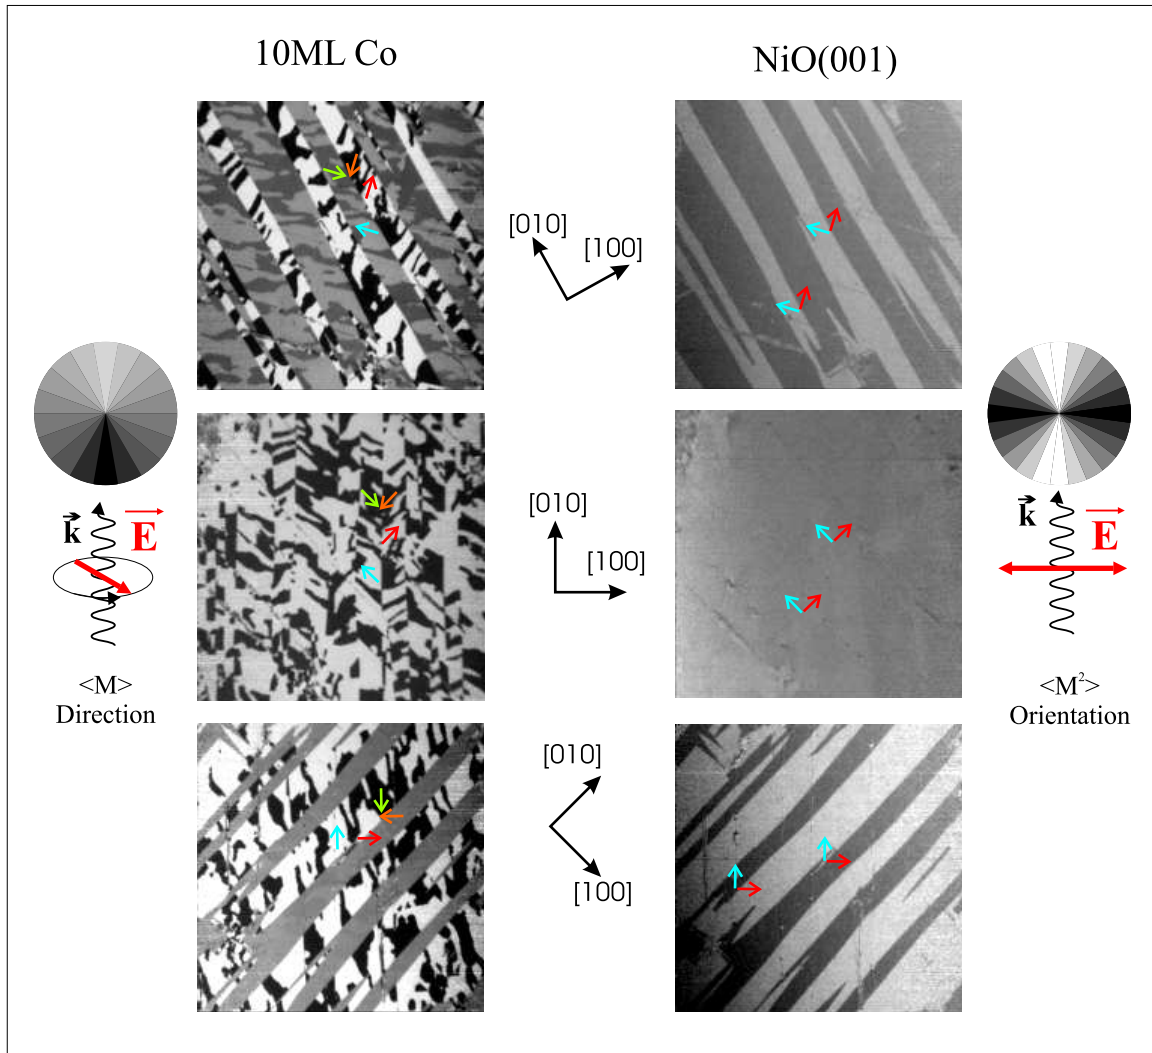 10ML Co
NiO(001)
[010]
[100]
k
E
<M>
Direction
[010]
[100]
k
E
<M²>
Orientation
[010]
[100]